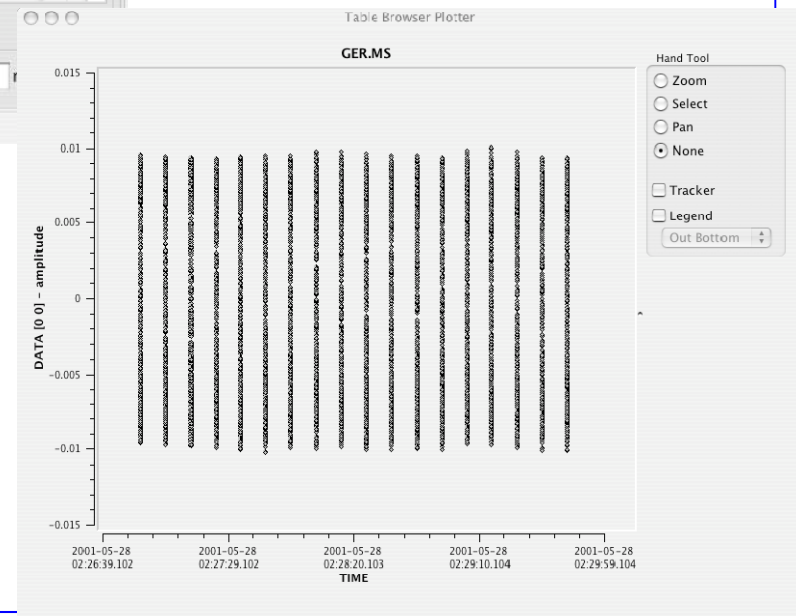 Table Browser Plotter
GER.MS
0.015
0.01
0.005
0
-0.005
-0.01
-0.015
DATA [0 0] - amplitude
2001-05-28 2001-05-28 2001-05-28 2001-05-28 2001-05-28
02:26:39.102 02:27:29.102 02:28:20.103 02:29:10.104 02:29:59.104
TIME
Hand Tool
Zoom
Select
Pan
None
Tracker
Legend
Out Bottom